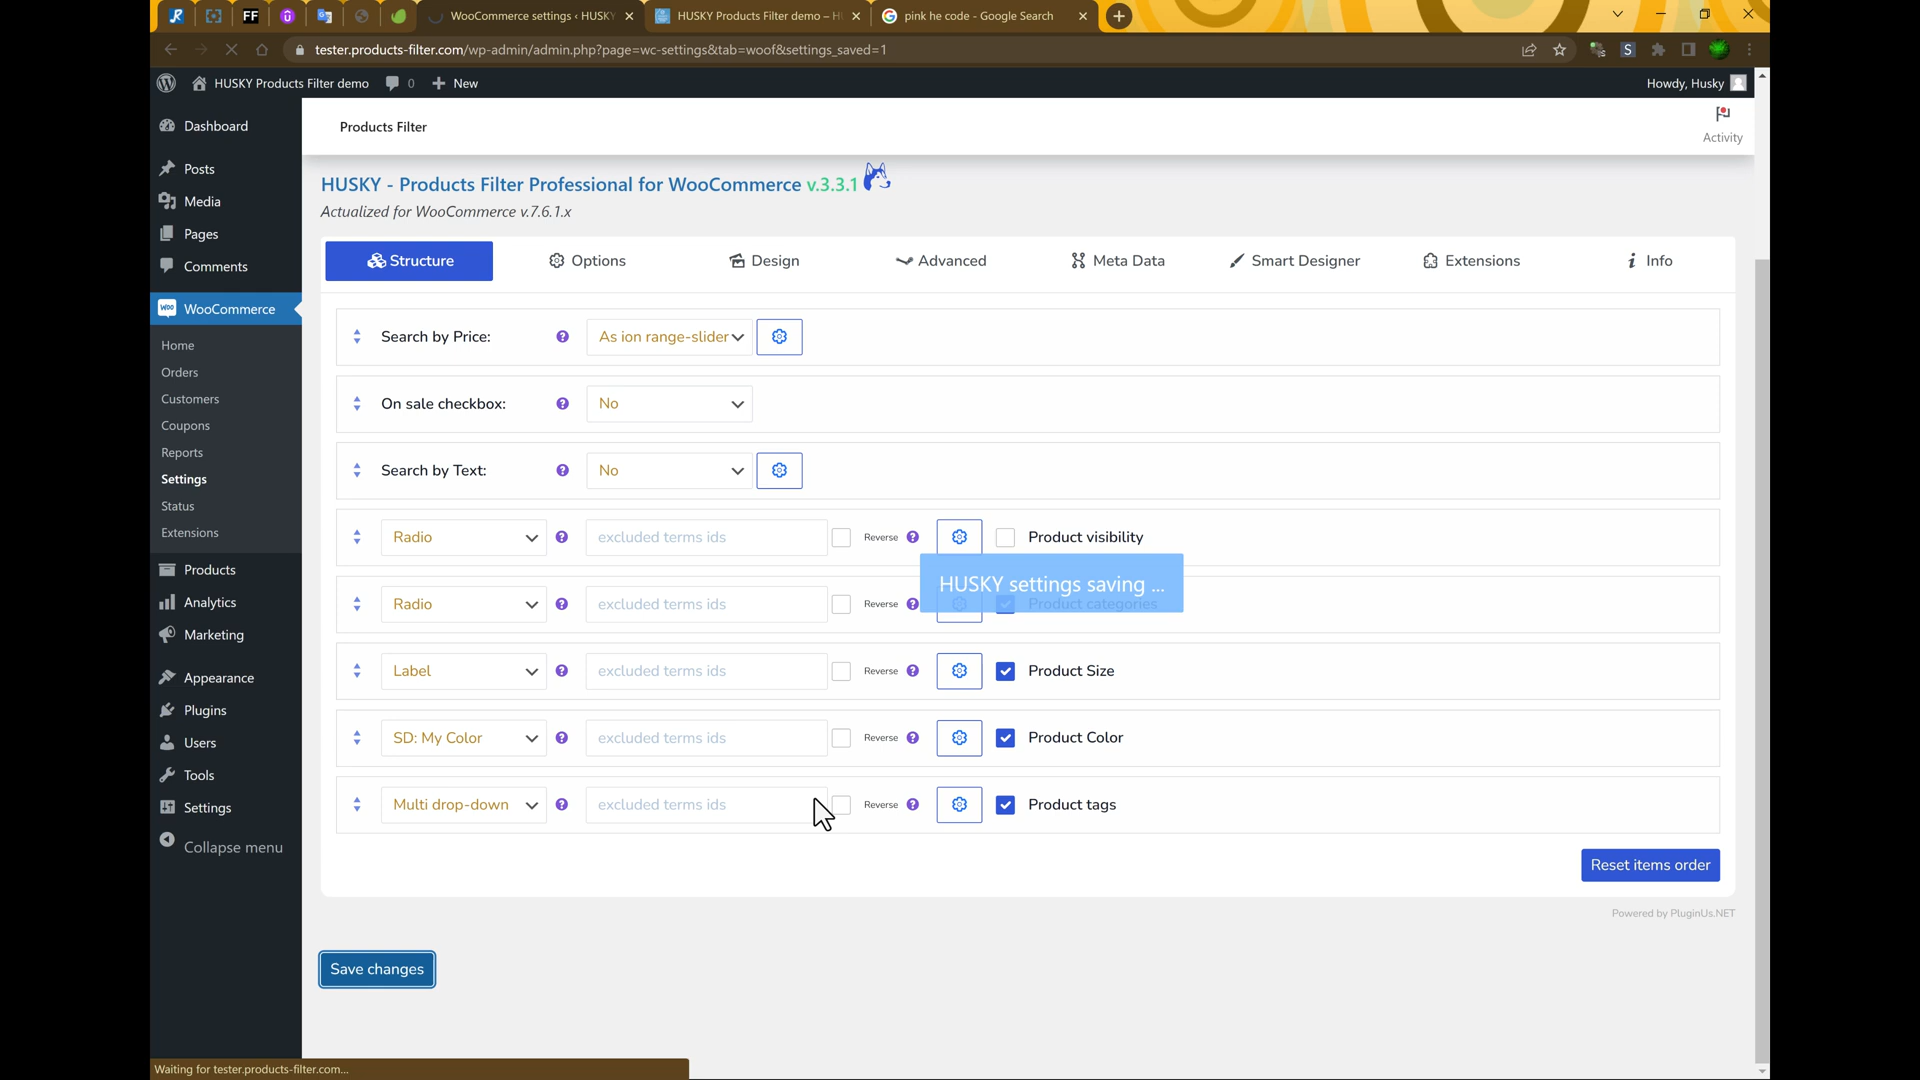 WooCommerce settings ‹ HUSKY
HUSKY Products Filter demo – H
pink he code - Google Search
tester.products-filter.com/wp-admin/admin.php?page=wc-settings&tab=woof&settings_saved=1
HUSKY Products Filter demo
0
New
Howdy, Husky
Dashboard
Posts
Media
Pages
Comments
WooCommerce
Home
Orders
Customers
Coupons
Reports
Settings
Status
Extensions
Products
Analytics
Marketing
Appearance
Plugins
Users
Tools
Settings
Collapse menu
Products Filter
Activity
HUSKY - Products Filter Professional for WooCommerce v.3.3.1
Actualized for WooCommerce v.7.6.1.x
Structure
Options
Design
Advanced
Meta Data
Smart Designer
Extensions
Info
Search by Price: As ion range-slider
On sale checkbox: No
Search by Text: No
Radio excluded terms ids Reverse Product visibility
HUSKY settings saving ...
Radio excluded terms ids Reverse Product categories
Label excluded terms ids Reverse Product Size
SD: My Color excluded terms ids Reverse Product Color
Multi drop-down excluded terms ids Reverse Product tags
Reset items order
Powered by PluginUs.NET
Save changes
Waiting for tester.products-filter.com...